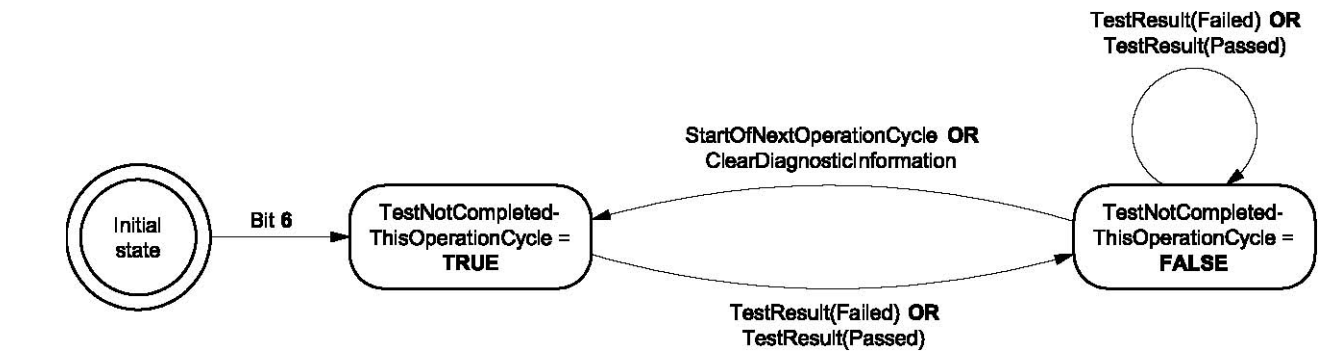 TestResult(Failed) OR
TestResult(Passed)
StartOfNextOperationCycle OR
ClearDiagnosticInformation
Initial
state
Bit 6
TestNotCompleted-
ThisOperationCycle =
TRUE
TestNotCompleted-
ThisOperationCycle =
FALSE
TestResult(Failed) OR
TestResult(Passed)